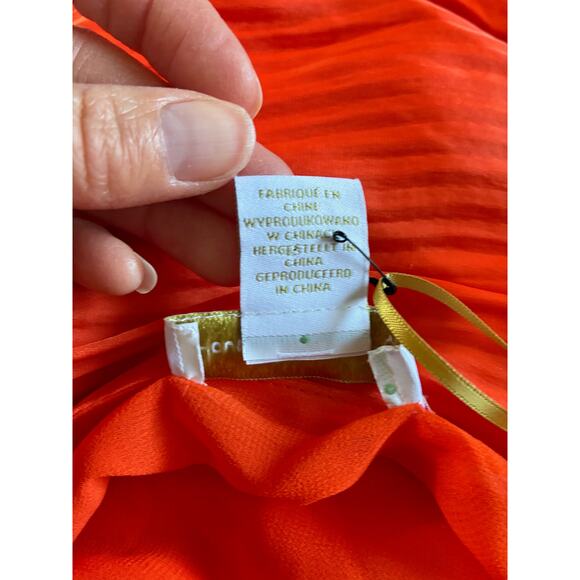 FABRIQUÉ EN
CHINE
WYPRODUKOWANO
W CHINACH
HERGESTELLT IN
CHINA
GEPRODUCEERD
IN CHINA